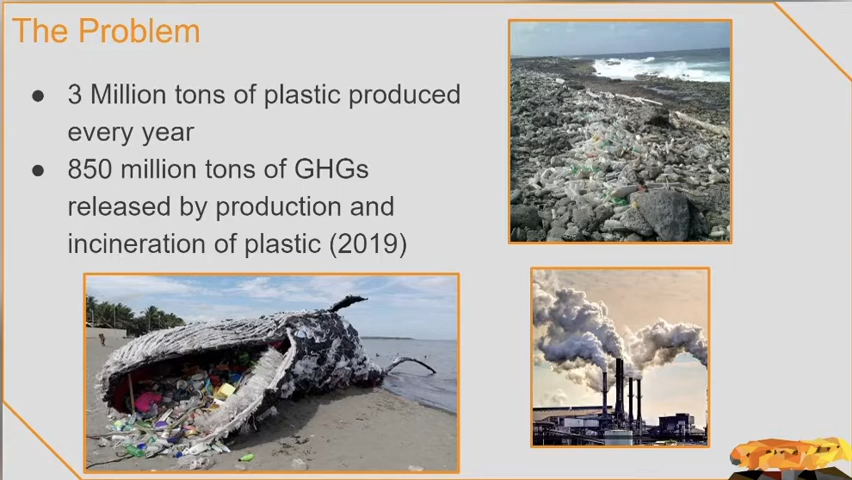 The Problem
● 3 Million tons of plastic produced
every year
● 850 million tons of GHGs
released by production and
incineration of plastic (2019)